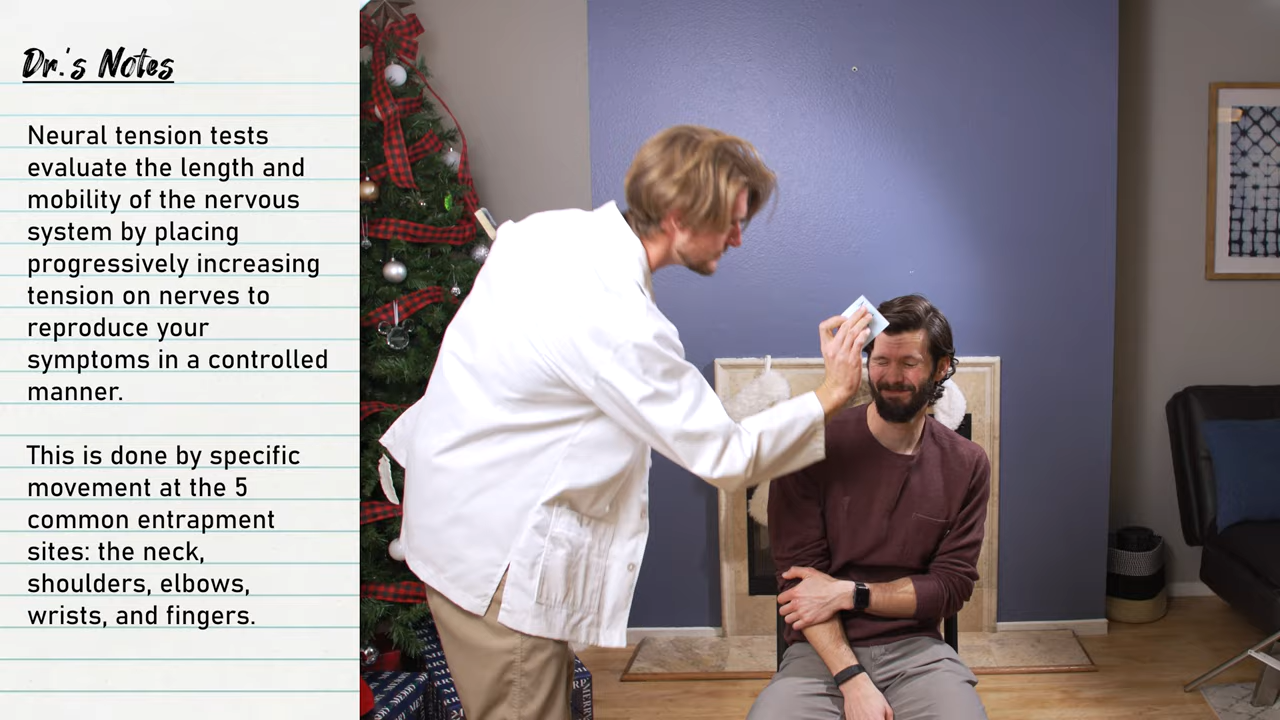 Dr.'s Notes
Neural tension tests
evaluate the length and
mobility of the nervous
system by placing
progressively increasing
tension on nerves to
reproduce your
symptoms in a controlled
manner.
This is done by specific
movement at the 5
common entrapment
sites: the neck,
shoulders, elbows,
wrists, and fingers.
MERRY